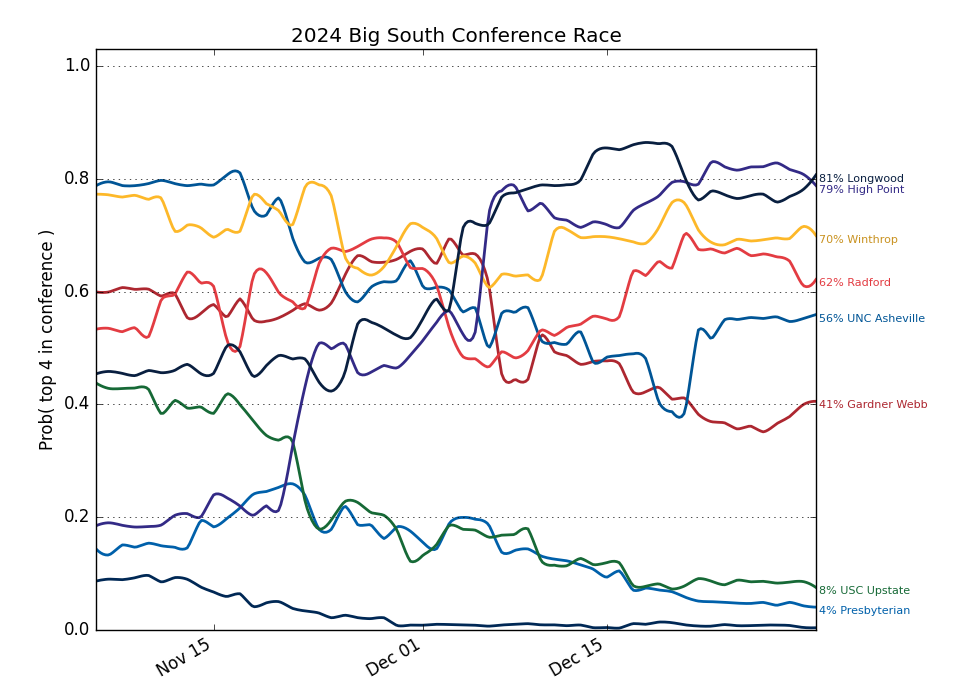 2024 Big South Conference Race
Prob( top 4 in conference )
1.0
0.8
0.6
0.4
0.2
0.0
Nov 15
Dec 01
Dec 15
81% Longwood
79% High Point
70% Winthrop
62% Radford
56% UNC Asheville
41% Gardner Webb
8% USC Upstate
4% Presbyterian